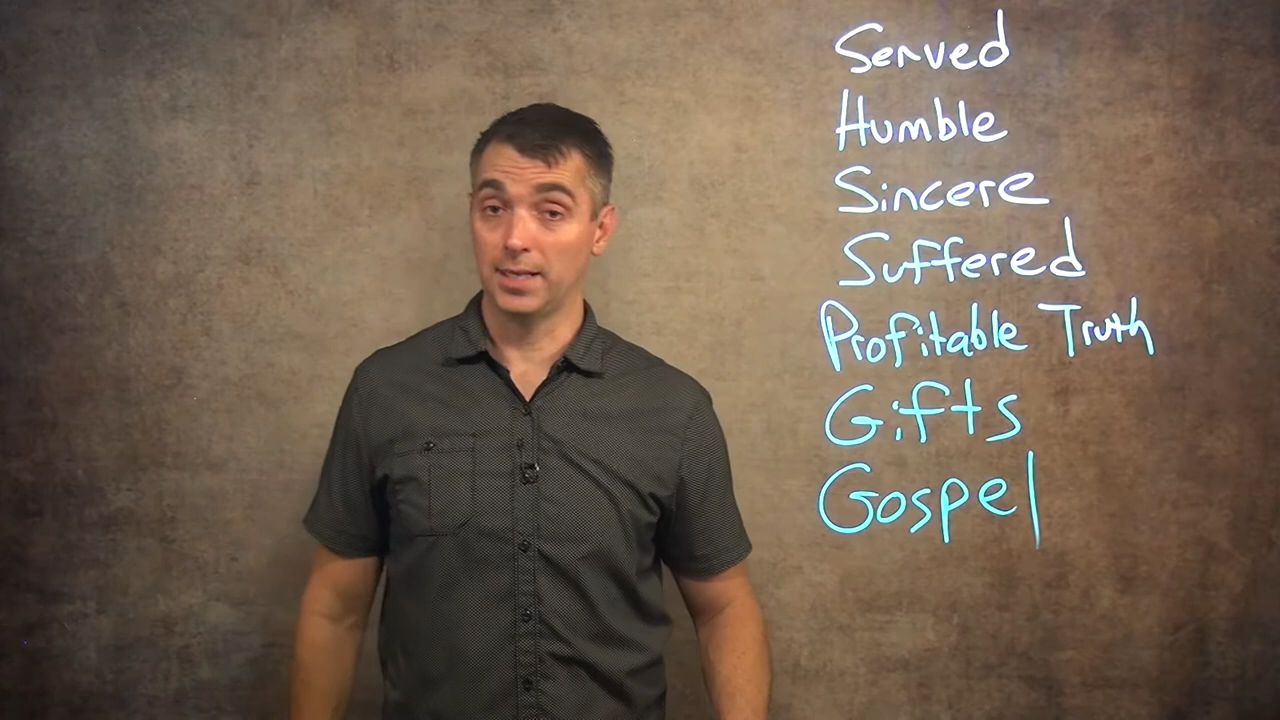 Served
Humble
Sincere
Suffered
Profitable Truth
Gifts
Gospel